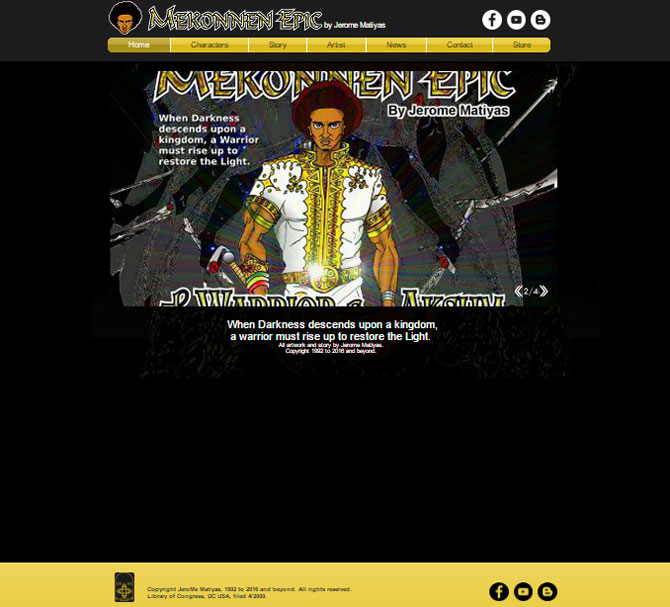 MEKONNEN EPIC by Jerome Matiyas
Home Characters Story Artist News Contact Store
MEKONNEN EPIC
By Jerome Matiyas
When Darkness
descends upon a
kingdom, a Warrior
must rise up to
restore the Light.
2/4
When Darkness descends upon a kingdom,
a warrior must rise up to restore the Light.
All artwork and story by Jerome Matiyas.
Copyright 1992 to 2016 and beyond.
Copyright JeroMe Matiyas, 1992 to 2016 and beyond. All rights reserved.
Library of Congress, DC USA, filed 4/2009.